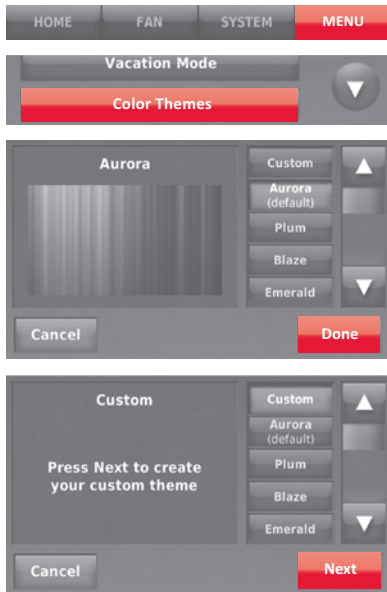 HOME FAN SYSTEM MENU
Vacation Mode
Color Themes
Aurora
Custom
Aurora
(default)
Plum
Blaze
Emerald
Cancel
Done
Custom
Press Next to create
your custom theme
Custom
Aurora
(default)
Plum
Blaze
Emerald
Cancel
Next